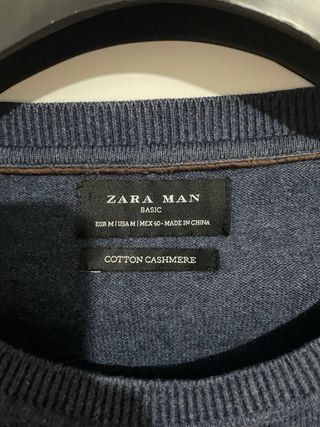 ZARA MAN
BASIC
EUR M | USA M | MEX 40-MADE IN CHINA
COTTON CASHMERE